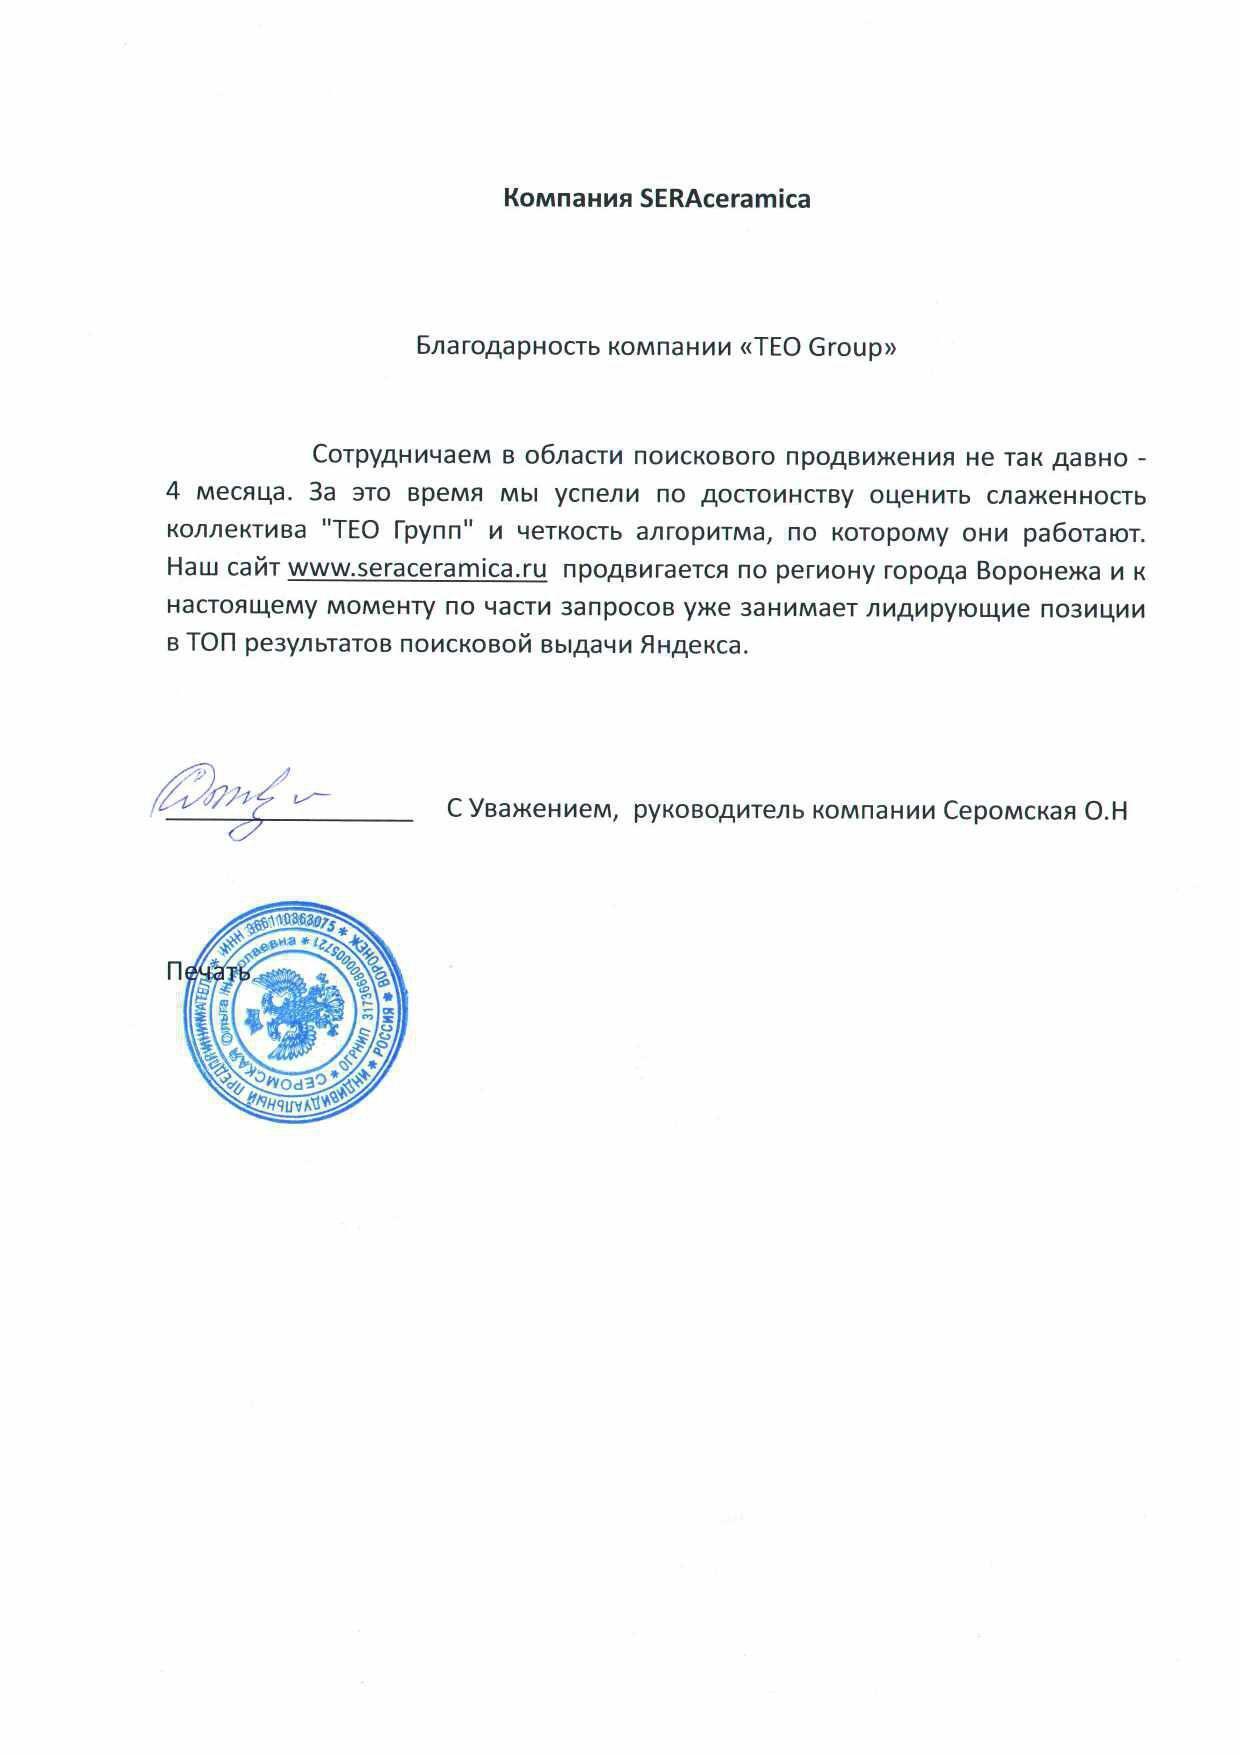 Компания SERAceramica
Благодарность компании «TEO Group»
Сотрудничаем в области поискового продвижения не так давно -
4 месяца. За это время мы успели по достоинству оценить слаженность
коллектива "ТЕО Групп" и четкость алгоритма, по которому они работают.
Наш сайт www.seraceramica.ru продвигается по региону города Воронежа и к
настоящему моменту по части запросов уже занимает лидирующие позиции
в ТОП результатов поисковой выдачи Яндекса.
С Уважением, руководитель компании Серомская О.Н
Печать
ИНДИВИДУАЛЬНЫЙ ПРЕДПРИНИМАТЕЛЬ * ИНН 366110363075 * ВОРОНЕЖ * РОССИЯ *
СЕРОМСКАЯ Ольга Николаевна * ОГРНИП